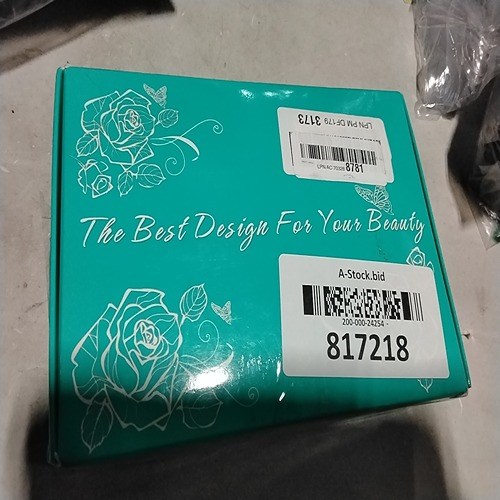 LPN PM DF179 3173
8781
The Best Design For Your Beauty
A-Stock.bid
200-000-24254 -
817218